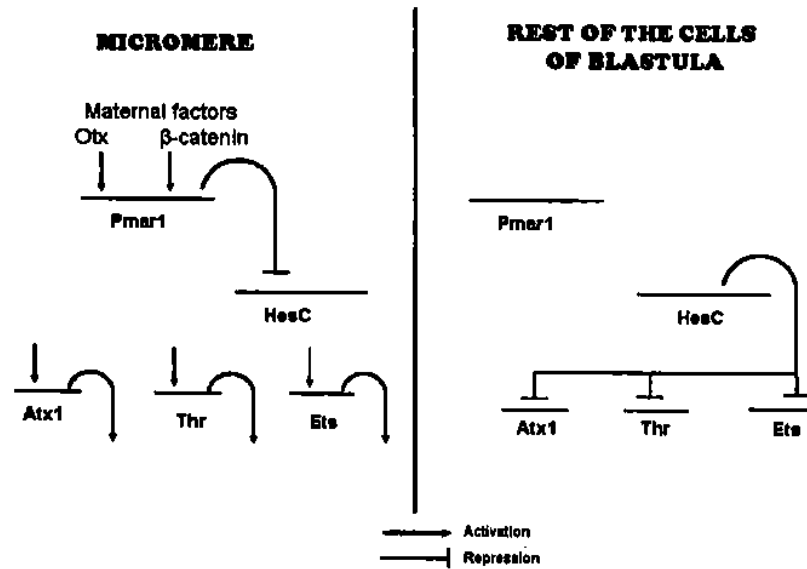 MICROMERE
Maternal factors
Otx β-catenin
Pmar1
HesC
Atx1 Thr Ets
REST OF THE CELLS
OF BLASTULA
Pmar1
HesC
Atx1 Thr Ets
Activation
Repression